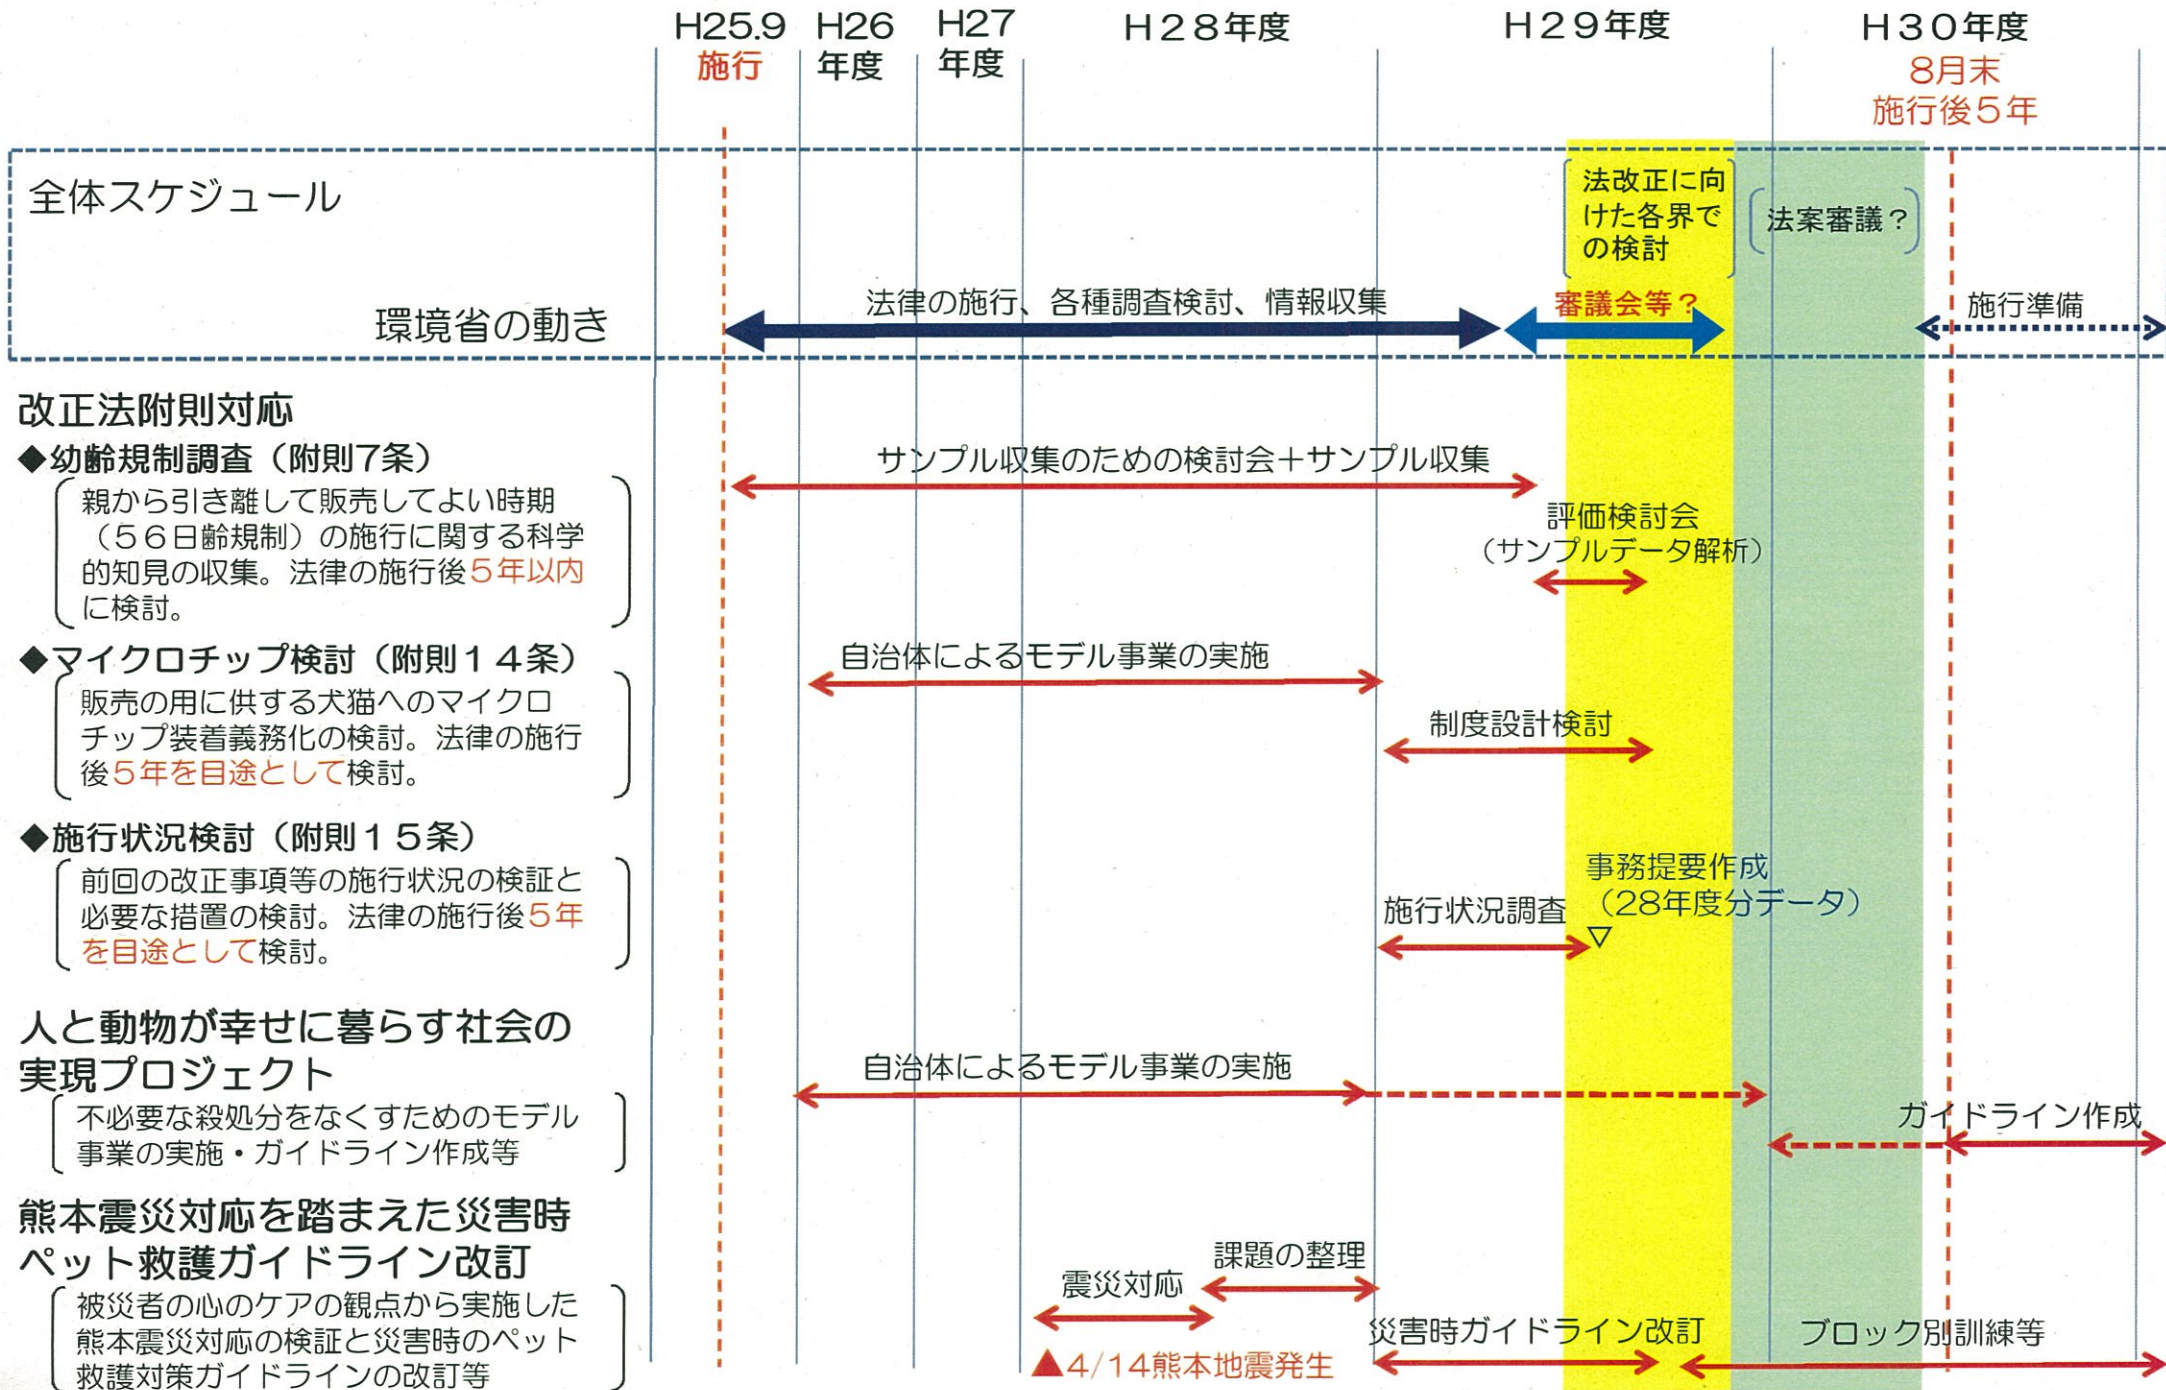 H25.9
施行
H26
年度
H27
年度
H28年度
H29年度
H30年度
8月末
施行後5年
全体スケジュール
法改正に向
けた各界で
の検討
法案審議？
環境省の動き
法律の施行、各種調査検討、情報収集
審議会等？
施行準備
改正法附則対応
◆幼齢規制調査（附則7条）
親から引き離して販売してよい時期
（56日齢規制）の施行に関する科学
的知見の収集。法律の施行後5年以内
に検討。
サンプル収集のための検討会＋サンプル収集
評価検討会
（サンプルデータ解析）
◆マイクロチップ検討（附則14条）
販売の用に供する犬猫へのマイクロ
チップ装着義務化の検討。法律の施行
後5年を目途として検討。
自治体によるモデル事業の実施
制度設計検討
◆施行状況検討（附則15条）
前回の改正事項等の施行状況の検証と
必要な措置の検討。法律の施行後5年
を目途として検討。
施行状況調査
事務提要作成
（28年度分データ）
▽
人と動物が幸せに暮らす社会の
実現プロジェクト
不必要な殺処分をなくすためのモデル
事業の実施・ガイドライン作成等
自治体によるモデル事業の実施
ガイドライン作成
熊本震災対応を踏まえた災害時
ペット救護ガイドライン改訂
被災者の心のケアの観点から実施した
熊本震災対応の検証と災害時のペット
救護対策ガイドラインの改訂等
震災対応
課題の整理
▲4/14熊本地震発生
災害時ガイドライン改訂
ブロック別訓練等